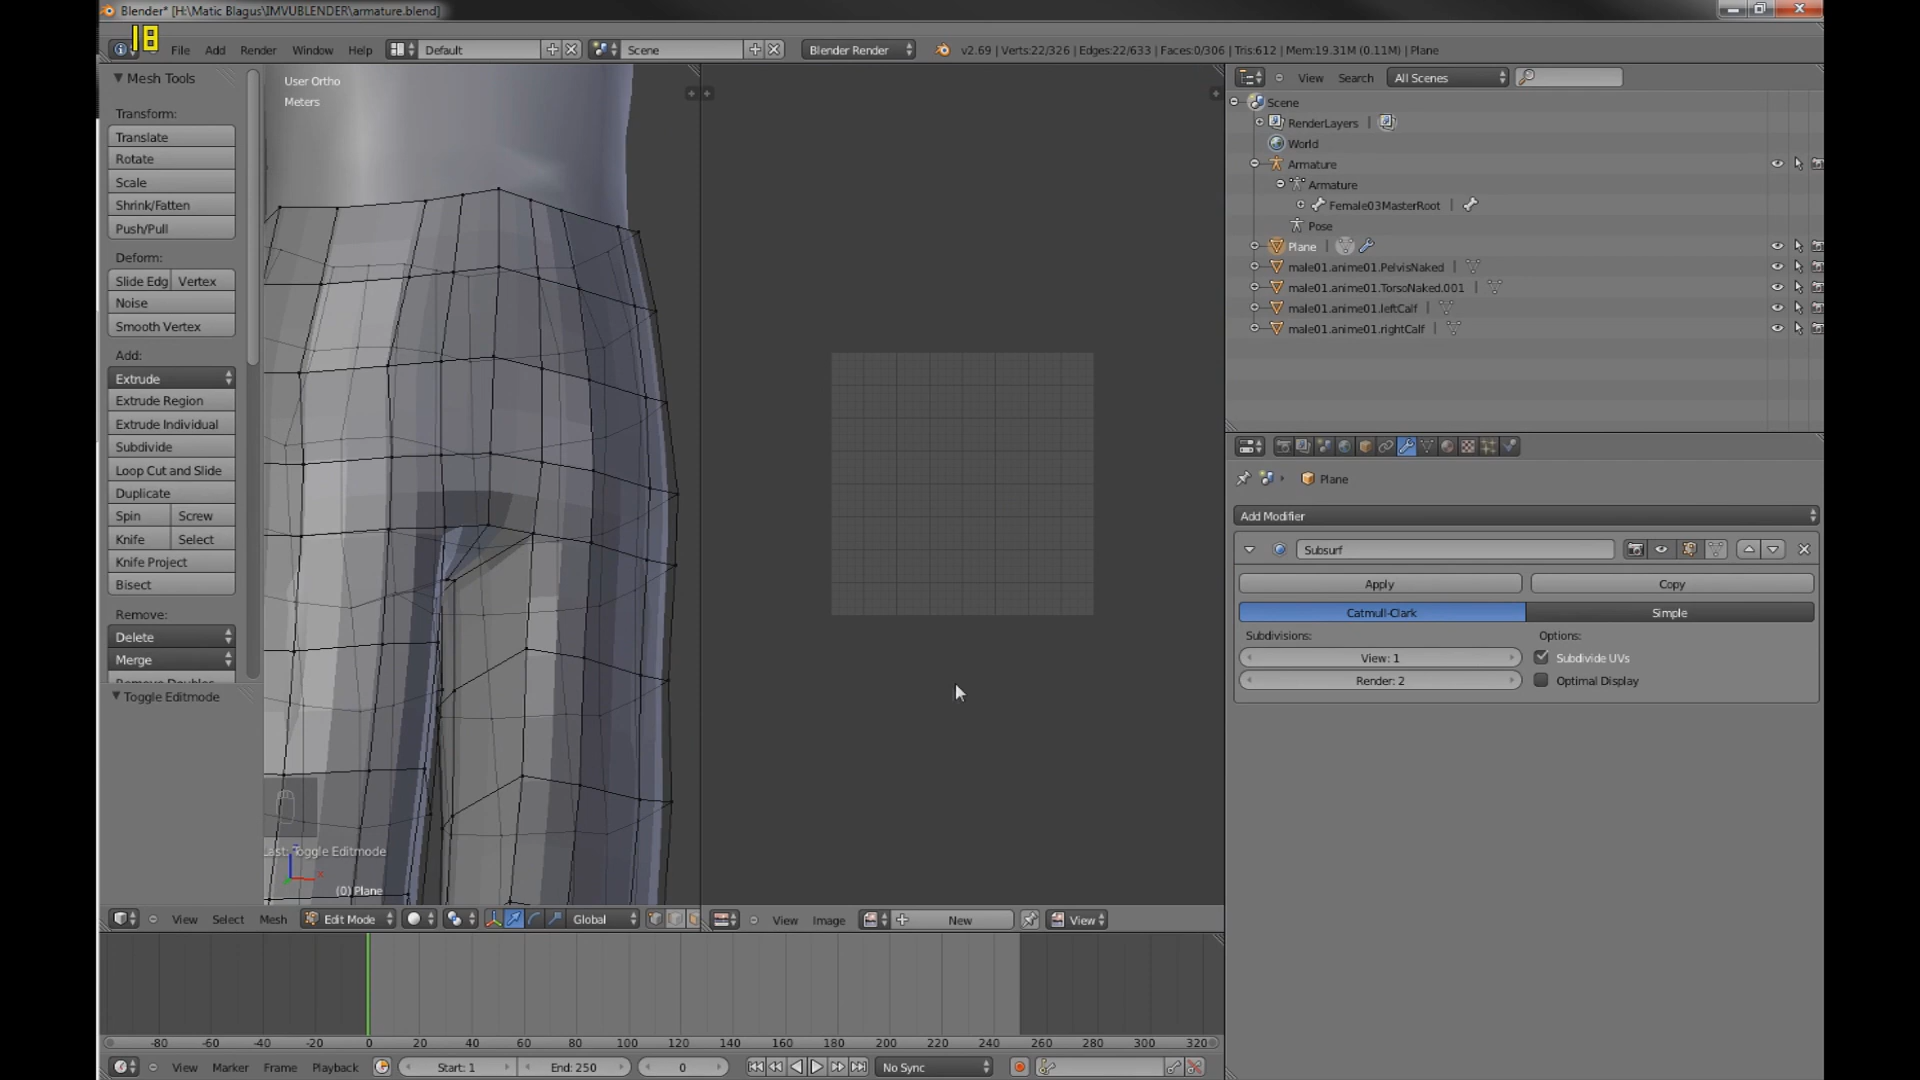 Blender* [H:\Matic Blagus\IMVUBLENDER\armature.blend]
18
File Add Render Window Help Default Scene Blender Render v2.69 | Verts:22/326 | Edges:22/633 | Faces:0/306 | Tris:612 | Mem:19.31M (0.11M) | Plane
Mesh Tools
Transform:
Translate
Rotate
Scale
Shrink/Fatten
Push/Pull
Deform:
Slide Edg Vertex
Noise
Smooth Vertex
Add:
Extrude
Extrude Region
Extrude Individual
Subdivide
Loop Cut and Slide
Duplicate
Spin Screw
Knife Select
Knife Project
Bisect
Remove:
Delete
Merge
Remove Doubles
Toggle Editmode
User Ortho
Meters
Last: Toggle Editmode
(0) Plane
View Select Mesh Edit Mode Global
View Image New View
View Search All Scenes
Scene
RenderLayers
World
Armature
Armature
Female03MasterRoot
Pose
Plane
male01.anime01.PelvisNaked
male01.anime01.TorsoNaked.001
male01.anime01.leftCalf
male01.anime01.rightCalf
Plane
Add Modifier
Subsurf
Apply Copy
Catmull-Clark Simple
Subdivisions: Options:
View: 1 Subdivide UVs
Render: 2 Optimal Display
-80 -60 -40 -20 0 20 40 60 80 100 120 140 160 180 200 220 240 260 280 300 320
View Marker Frame Playback Start: 1 End: 250 0 No Sync